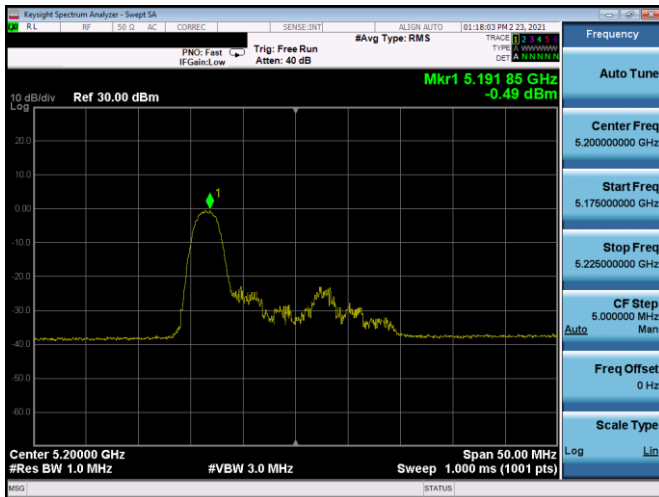 Keysight Spectrum Analyzer - Swept SA
RL RF 50 Ω AC CORREC SENSE:INT ALIGN AUTO 01:18:03 PM 2 23, 2021
#Avg Type: RMS TRACE 1 2 3 4 5 6
PNO: Fast Trig: Free Run TYPE A WWWWW
IFGain:Low Atten: 40 dB DET A N N N N N
Mkr1 5.191 85 GHz
-0.49 dBm
10 dB/div Ref 30.00 dBm
Log
20.0
1
10.0
0.00
-10.0
-20.0
-30.0
-40.0
-50.0
-60.0
Center 5.20000 GHz Span 50.00 MHz
#Res BW 1.0 MHz #VBW 3.0 MHz Sweep 1.000 ms (1001 pts)
MSG STATUS
Frequency
Auto Tune
Center Freq
5.200000000 GHz
Start Freq
5.175000000 GHz
Stop Freq
5.225000000 GHz
CF Step
5.000000 MHz
Auto Man
Freq Offset
0 Hz
Scale Type
Log Lin